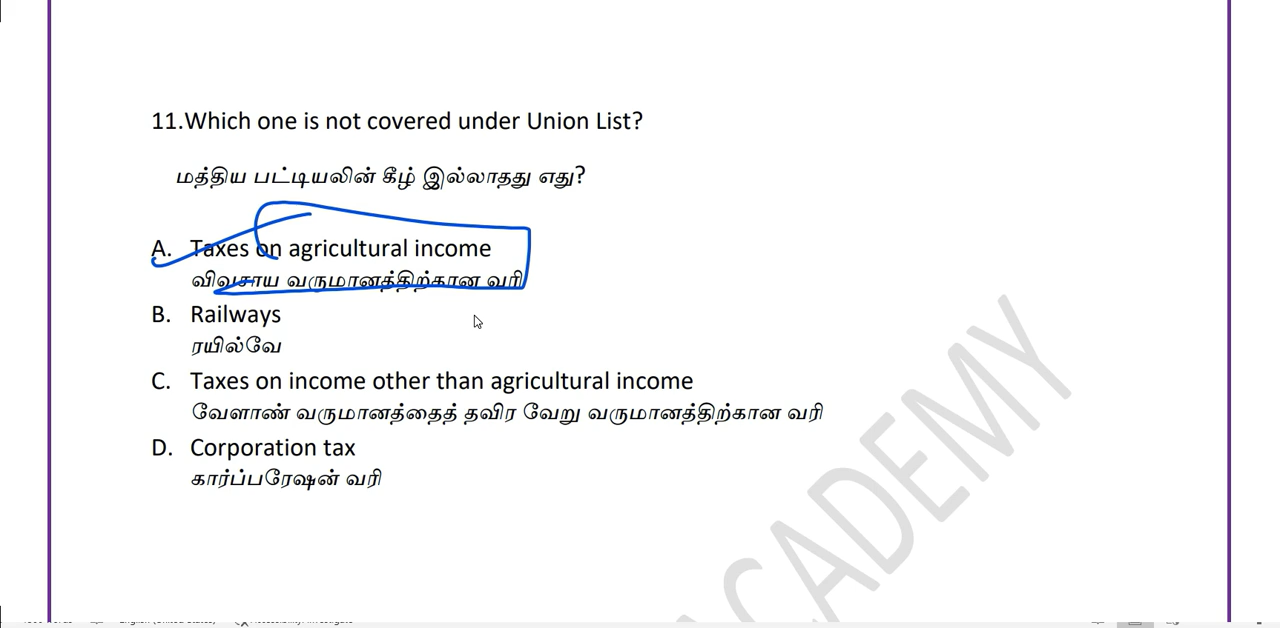 11.Which one is not covered under Union List?
மத்திய பட்டியலின் கீழ் இல்லாதது எது?
A. Taxes on agricultural income
விவசாய வருமானத்திற்கான வரி
B. Railways
ரயில்வே
C. Taxes on income other than agricultural income
வேளாண் வருமானத்தைத் தவிர வேறு வருமானத்திற்கான வரி
D. Corporation tax
கார்ப்பரேஷன் வரி
ACADEMY